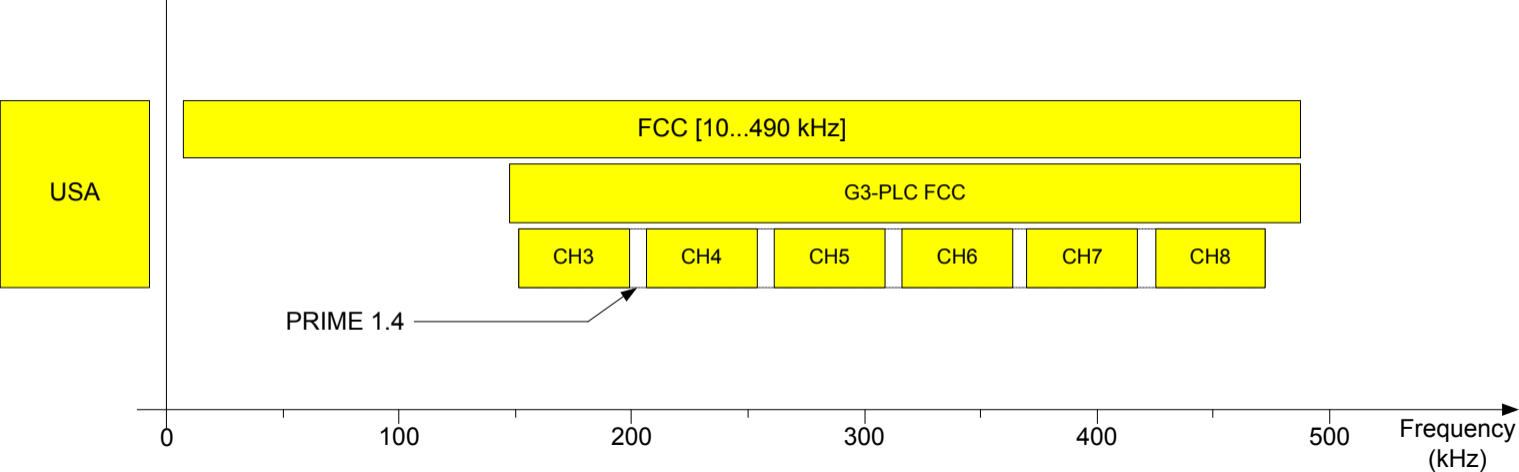 FCC [10...490 kHz]
USA
G3-PLC FCC
CH3 CH4 CH5 CH6 CH7 CH8
PRIME 1.4
0 100 200 300 400 500
Frequency
(kHz)